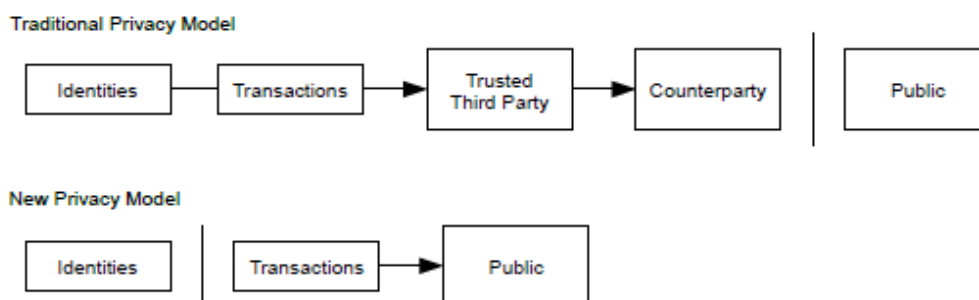 Traditional Privacy Model
Identities
Transactions
Trusted
Third Party
Counterparty
Public
New Privacy Model
Identities
Transactions
Public